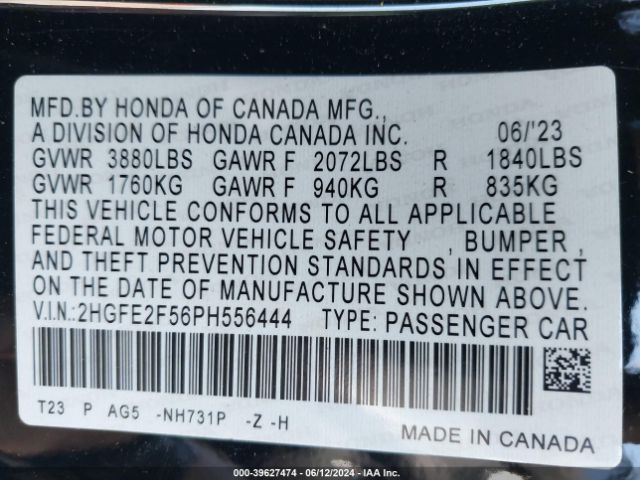 MFD.BY HONDA OF CANADA MFG.,
A DIVISION OF HONDA CANADA INC. 06/'23
GVWR 3880LBS GAWR F 2072LBS R 1840LBS
GVWR 1760KG GAWR F 940KG R 835KG
THIS VEHICLE CONFORMS TO ALL APPLICABLE
FEDERAL MOTOR VEHICLE SAFETY , BUMPER ,
AND THEFT PREVENTION STANDARDS IN EFFECT
ON THE DATE OF MANUFACTURE SHOWN ABOVE.
V.I.N.:2HGFE2F56PH556444 TYPE: PASSENGER CAR
T23 P AG5 -NH731P -Z -H
MADE IN CANADA
000-39627474 - 06/12/2024 - IAA Inc.